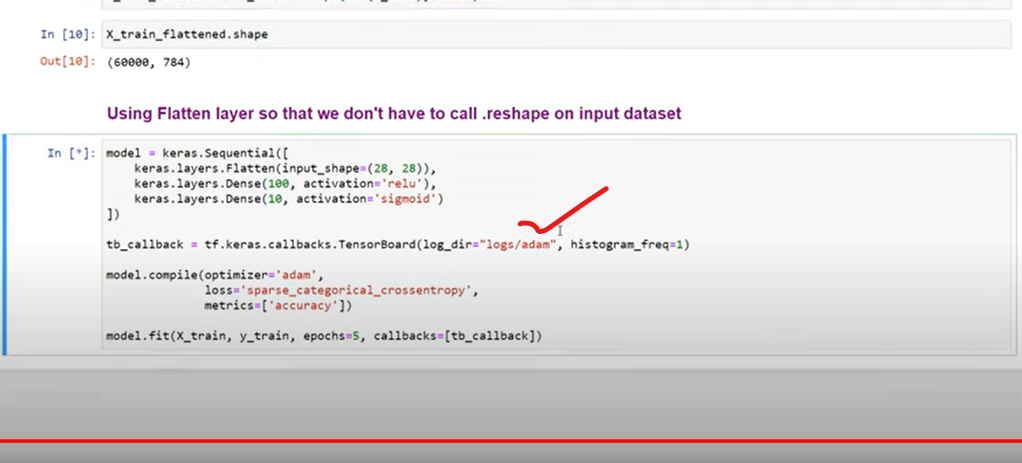 In [10]: X_train_flattened.shape
Out[10]: (60000, 784)
Using Flatten layer so that we don't have to call .reshape on input dataset
In [*]: model = keras.Sequential([
    keras.layers.Flatten(input_shape=(28, 28)),
    keras.layers.Dense(100, activation='relu'),
    keras.layers.Dense(10, activation='sigmoid')
])
tb_callback = tf.keras.callbacks.TensorBoard(log_dir="logs/adam", histogram_freq=1)
model.compile(optimizer='adam',
              loss='sparse_categorical_crossentropy',
              metrics=['accuracy'])
model.fit(X_train, y_train, epochs=5, callbacks=[tb_callback])